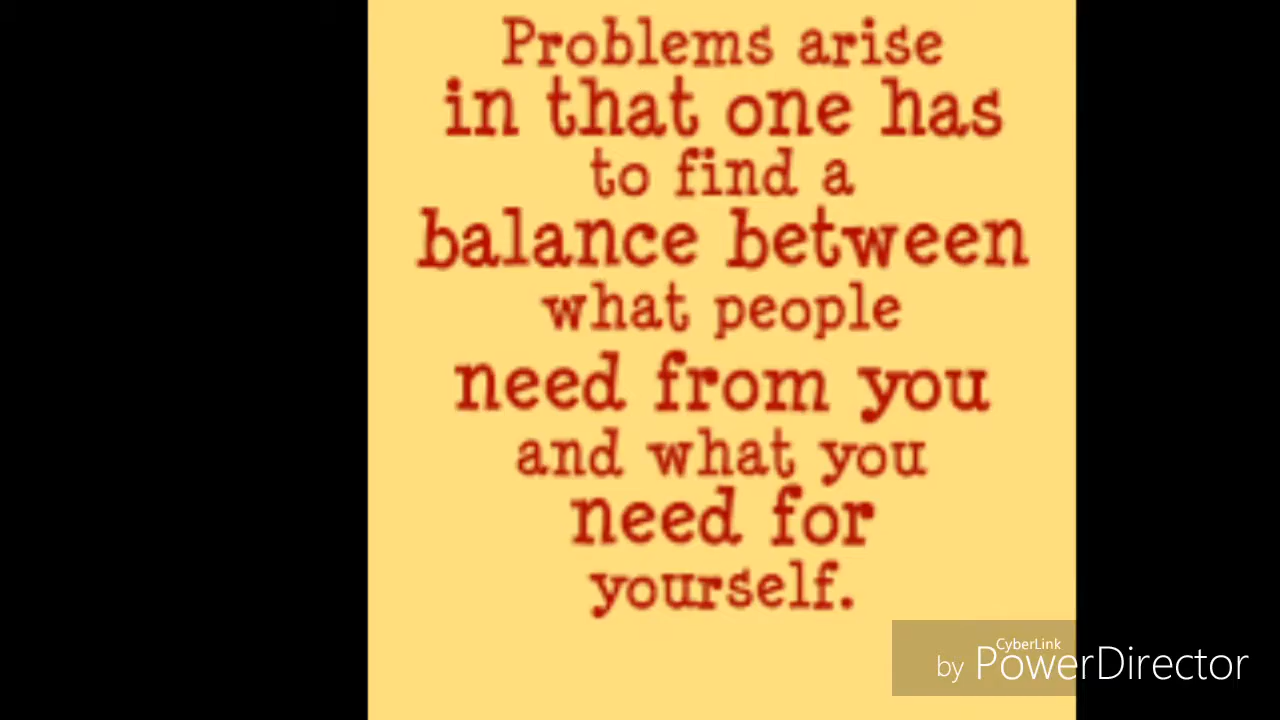 Problems arise
in that one has
to find a
balance between
what people
need from you
and what you
need for
yourself.
CyberLink
by PowerDirector